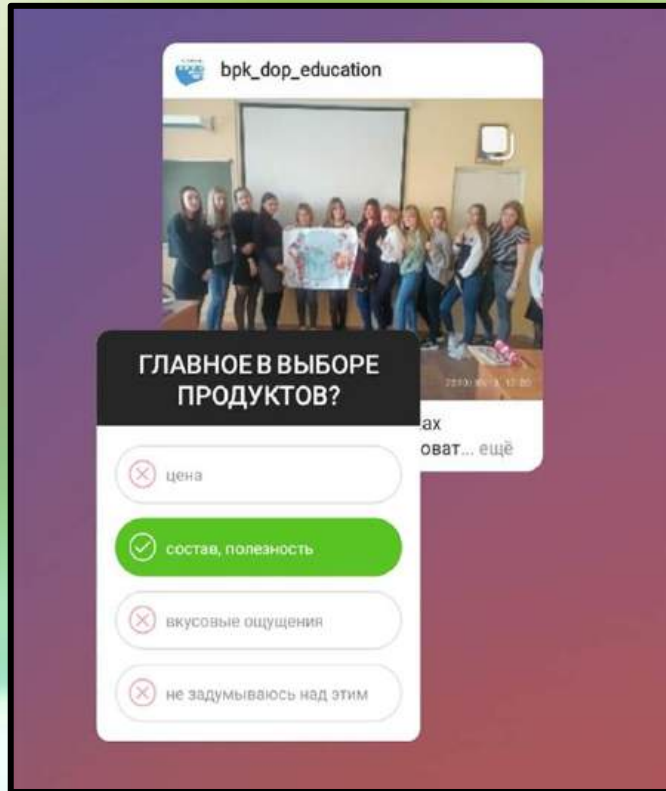 bpk_dop_education
ах
оват... ещё
ГЛАВНОЕ В ВЫБОРЕ
ПРОДУКТОВ?
цена
состав, полезность
вкусовые ощущения
не задумываюсь над этим